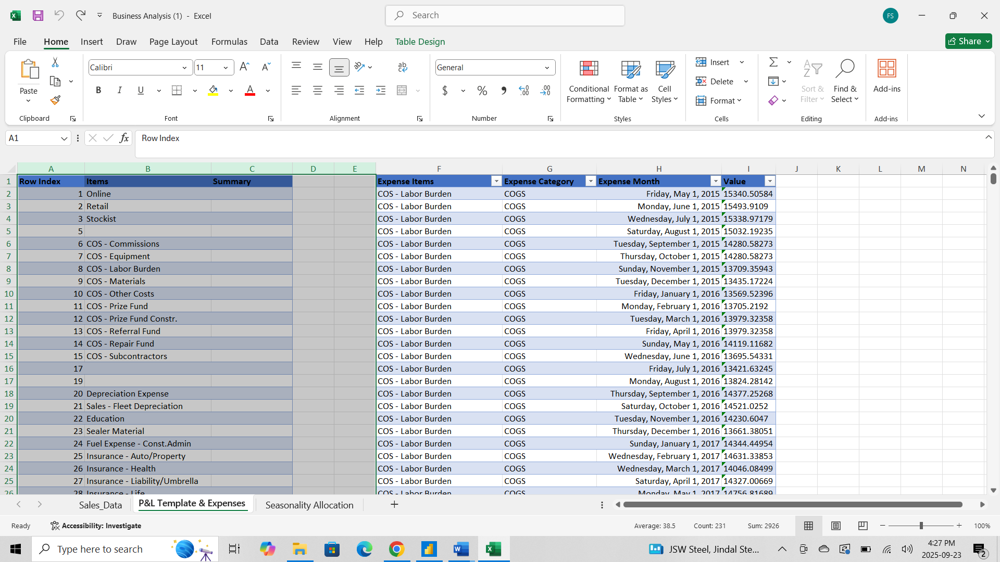 Business Analysis (1) - Excel
Search
FS
File Home Insert Draw Page Layout Formulas Data Review View Help Table Design
Share
Paste
Clipboard
Calibri 11
B I U A
Font
Alignment
General
$ % , .00 .00
Number
Conditional Formatting
Format as Table
Cell Styles
Styles
Insert
Delete
Format
Cells
Sort & Filter
Find & Select
Editing
Add-ins
Add-ins
A1 fx Row Index
A B C D E F G H I J K L M N
1 Row Index Items Summary Expense Items Expense Category Expense Month Value
2 1 Online COS - Labor Burden COGS Friday, May 1, 2015 15340.50584
3 2 Retail COS - Labor Burden COGS Monday, June 1, 2015 15493.9109
4 3 Stockist COS - Labor Burden COGS Wednesday, July 1, 2015 15338.97179
5 5 COS - Labor Burden COGS Saturday, August 1, 2015 15032.19235
6 6 COS - Commissions COS - Labor Burden COGS Tuesday, September 1, 2015 14280.58273
7 7 COS - Equipment COS - Labor Burden COGS Thursday, October 1, 2015 14280.58273
8 8 COS - Labor Burden COS - Labor Burden COGS Sunday, November 1, 2015 13709.35943
9 9 COS - Materials COS - Labor Burden COGS Tuesday, December 1, 2015 13435.17224
10 10 COS - Other Costs COS - Labor Burden COGS Friday, January 1, 2016 13569.52396
11 11 COS - Prize Fund COS - Labor Burden COGS Monday, February 1, 2016 13705.2192
12 12 COS - Prize Fund Constr. COS - Labor Burden COGS Tuesday, March 1, 2016 13979.32358
13 13 COS - Referral Fund COS - Labor Burden COGS Friday, April 1, 2016 13979.32358
14 14 COS - Repair Fund COS - Labor Burden COGS Sunday, May 1, 2016 14119.11682
15 15 COS - Subcontractors COS - Labor Burden COGS Wednesday, June 1, 2016 13695.54331
16 17 COS - Labor Burden COGS Friday, July 1, 2016 13421.63245
17 19 COS - Labor Burden COGS Monday, August 1, 2016 13824.28142
18 20 Depreciation Expense COS - Labor Burden COGS Thursday, September 1, 2016 14377.25268
19 21 Sales - Fleet Depreciation COS - Labor Burden COGS Saturday, October 1, 2016 14521.0252
20 22 Education COS - Labor Burden COGS Tuesday, November 1, 2016 14230.6047
21 23 Sealer Material COS - Labor Burden COGS Thursday, December 1, 2016 13661.38051
22 24 Fuel Expense - Const.Admin COS - Labor Burden COGS Sunday, January 1, 2017 14344.44954
23 25 Insurance - Auto/Property COS - Labor Burden COGS Wednesday, February 1, 2017 14631.33853
24 26 Insurance - Health COS - Labor Burden COGS Wednesday, March 1, 2017 14046.08499
25 27 Insurance - Liability/Umbrella COS - Labor Burden COGS Saturday, April 1, 2017 14327.00669
26 28 Insurance - Life COS - Labor Burden COGS Monday, May 1, 2017 14756.81689
Sales_Data P&L Template & Expenses Seasonality Allocation
Ready Accessibility: Investigate Average: 38.5 Count: 231 Sum: 2926 100%
Type here to search
JSW Steel, Jindal Ste...
4:27 PM
2025-09-23
2